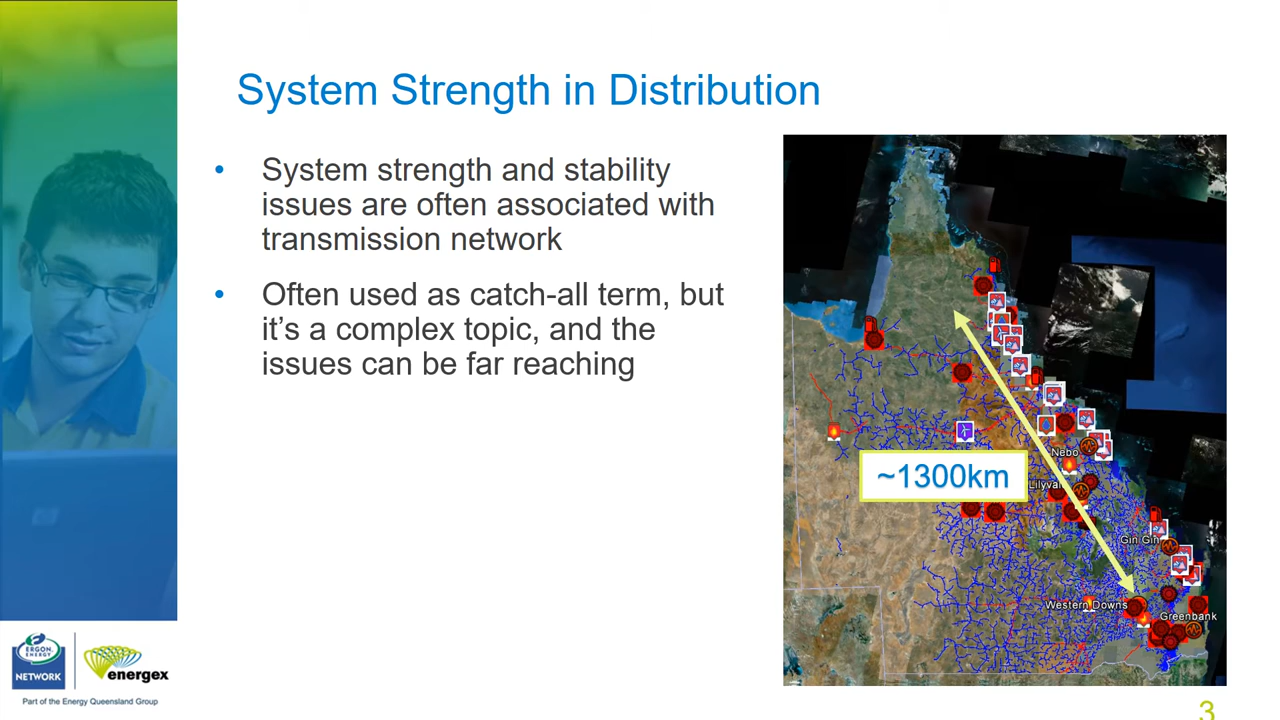 System Strength in Distribution
• System strength and stability
issues are often associated with
transmission network
• Often used as catch-all term, but
it's a complex topic, and the
issues can be far reaching
Nebo
~1300km
Gin Gin
Western Downs
Greenbank
ERGON
ENERGY
NETWORK
energex
Part of the Energy Queensland Group
3